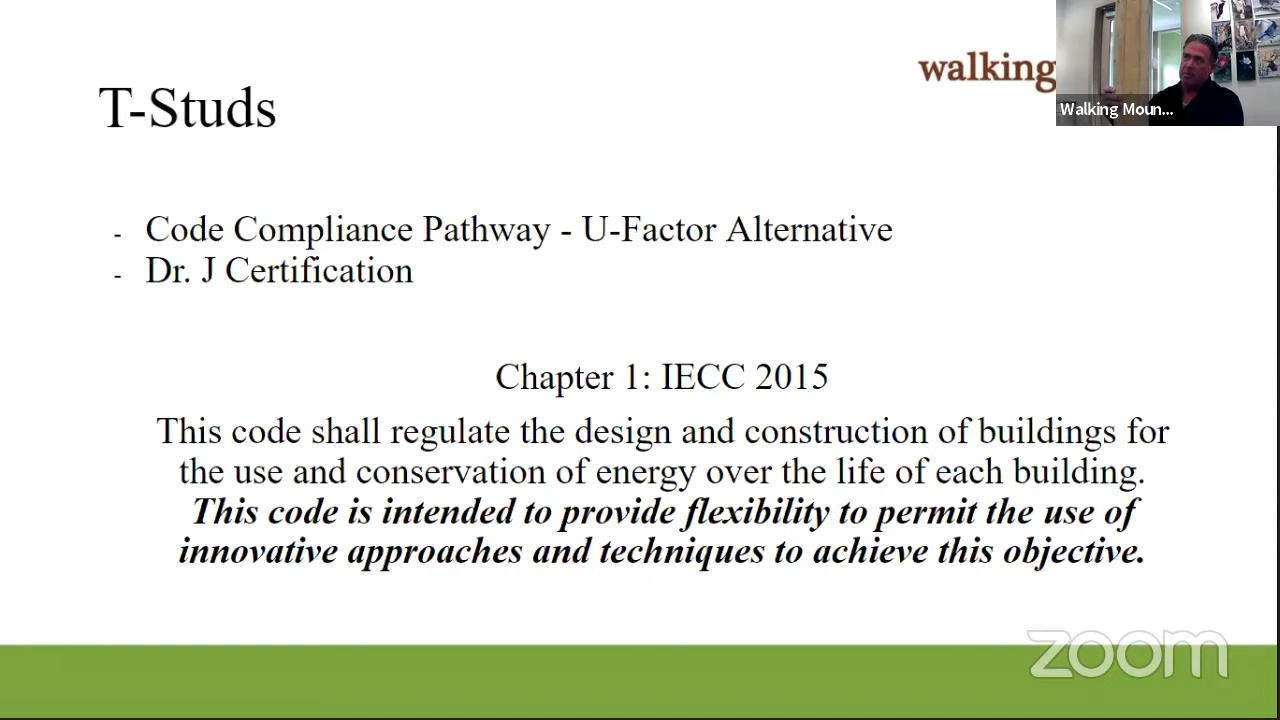 walking
Walking Moun...
T-Studs
- Code Compliance Pathway - U-Factor Alternative
- Dr. J Certification
Chapter 1: IECC 2015
This code shall regulate the design and construction of buildings for
the use and conservation of energy over the life of each building.
This code is intended to provide flexibility to permit the use of
innovative approaches and techniques to achieve this objective.
zoom